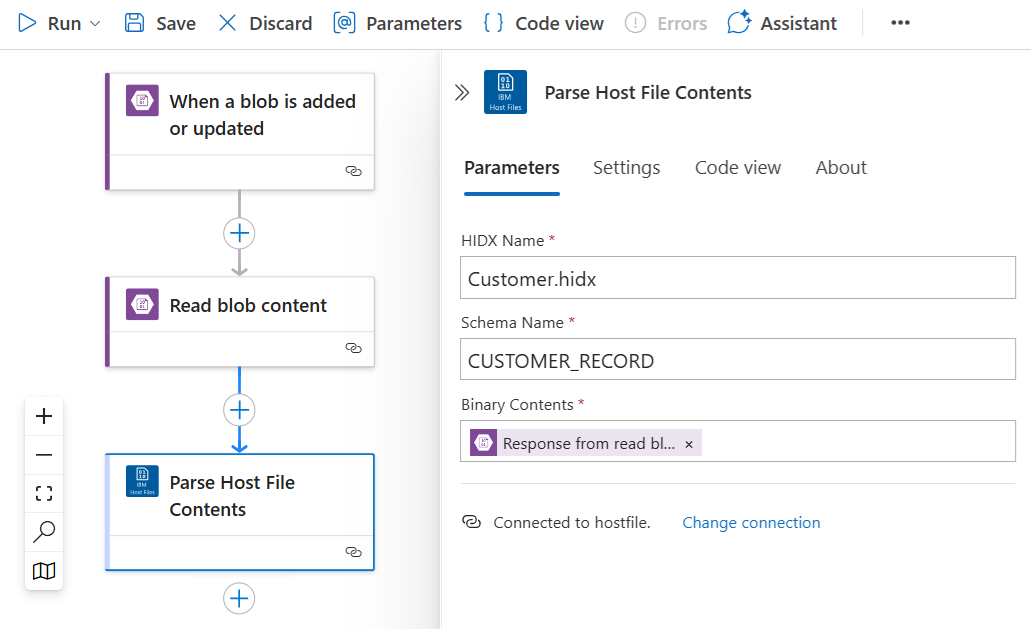 Run Save Discard Parameters Code view Errors Assistant
When a blob is added
or updated
Read blob content
IBM
Host Files
Parse Host File
Contents
IBM
Host Files
Parse Host File Contents
Parameters Settings Code view About
HIDX Name *
Customer.hidx
Schema Name *
CUSTOMER_RECORD
Binary Contents *
Response from read bl... ×
Connected to hostfile. Change connection